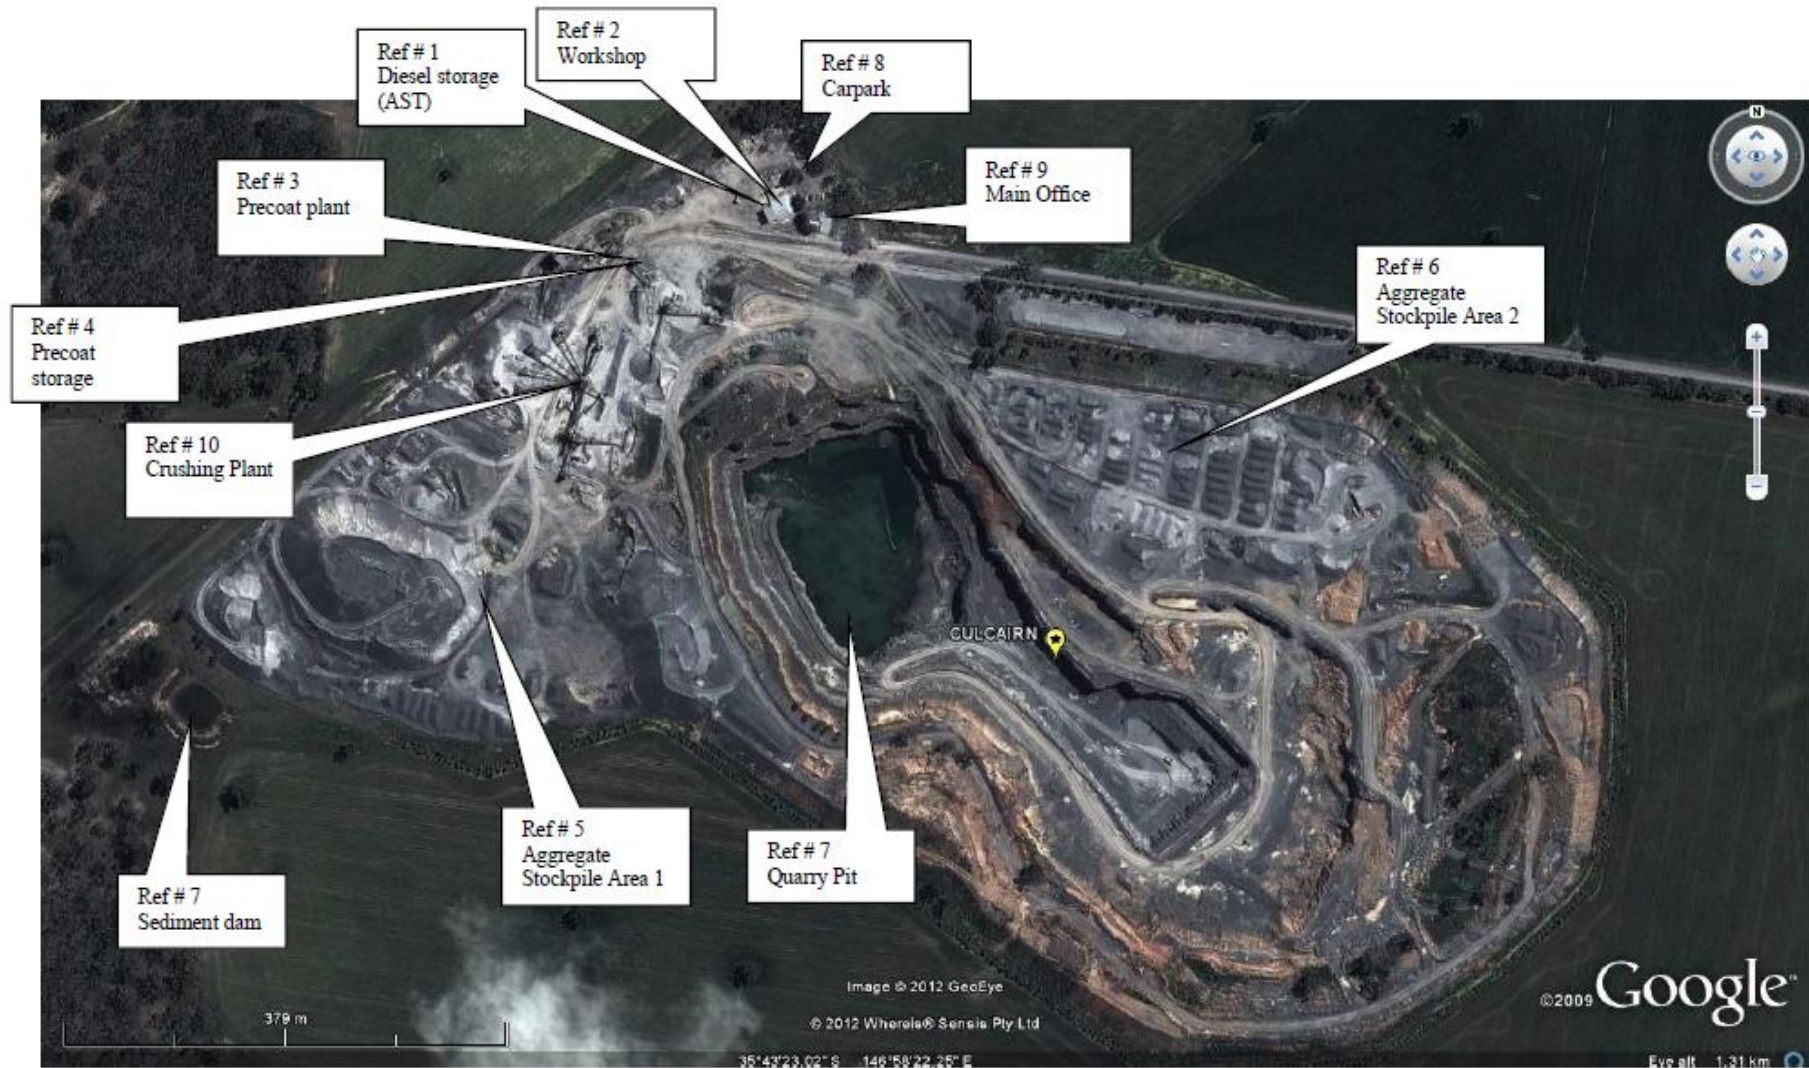 Ref # 2
Workshop
Ref # 1
Diesel storage
(AST)
Ref # 8
Carpark
N
Ref # 3
Precoat plant
Ref # 9
Main Office
Ref # 6
Aggregate
Stockpile Area 2
Ref # 4
Precoat
storage
Ref # 10
Crushing Plant
CULCAIRN
Ref # 5
Aggregate
Stockpile Area 1
Ref # 7
Quarry Pit
Ref # 7
Sediment dam
Image © 2012 GeoEye
©2009 Google™
379 m
© 2012 Whereis® Sensis Pty Ltd
35°43'23.02" S 146°58'22.25" E
Eye alt 1.31 km